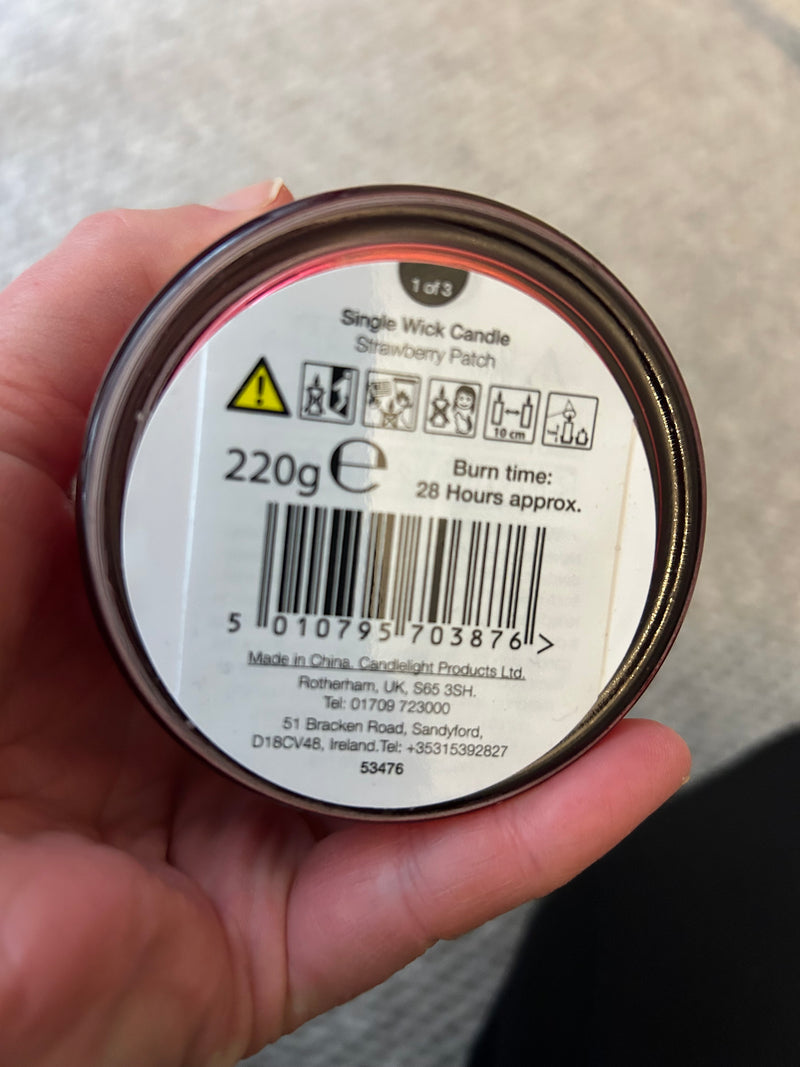 1 of 3
Single Wick Candle
Strawberry Patch
10 cm
220g e Burn time:
28 Hours approx.
5 010795 703876 >
Made in China. Candlelight Products Ltd.
Rotherham, UK, S65 3SH.
Tel: 01709 723000
51 Bracken Road, Sandyford,
D18CV48, Ireland.Tel: +35315392827
53476